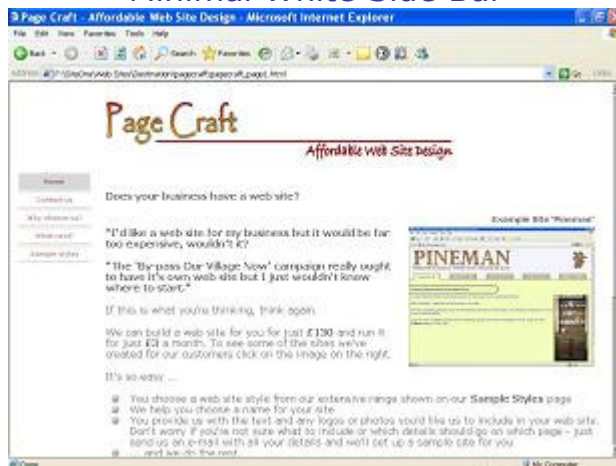 Minimal White Side Bar
Page Craft - Affordable Web Site Design - Microsoft Internet Explorer
File Edit View Favorites Tools Help
Back Search Favorites
Address Go Links
Page Craft
Affordable Web Site Design
Home
Contact us
Why choose us?
What next?
Sample styles
Does your business have a web site?
Example Site "Pineman"
"I'd like a web site for my business but it would be far
too expensive, wouldn't it?
"The 'By-pass Our Village Now' campaign really ought
to have it's own web site but I just wouldn't know
where to start."
PINEMAN
If this is what you're thinking, think again.
We can build a web site for you for just £130 and run it
for just £3 a month. To see some of the sites we've
created for our customers click on the image on the right.
It's so easy ...
You choose a web site style from our extensive range shown on our Sample Styles page
We help you choose a name for your site
You provide us with the text and any logos or photos you'd like us to include in your web site.
Don't worry if you're not sure what to include or which details should go on which page - just
send us an e-mail with all your details and we'll set up a sample site for you
... and we do the rest.
My Computer